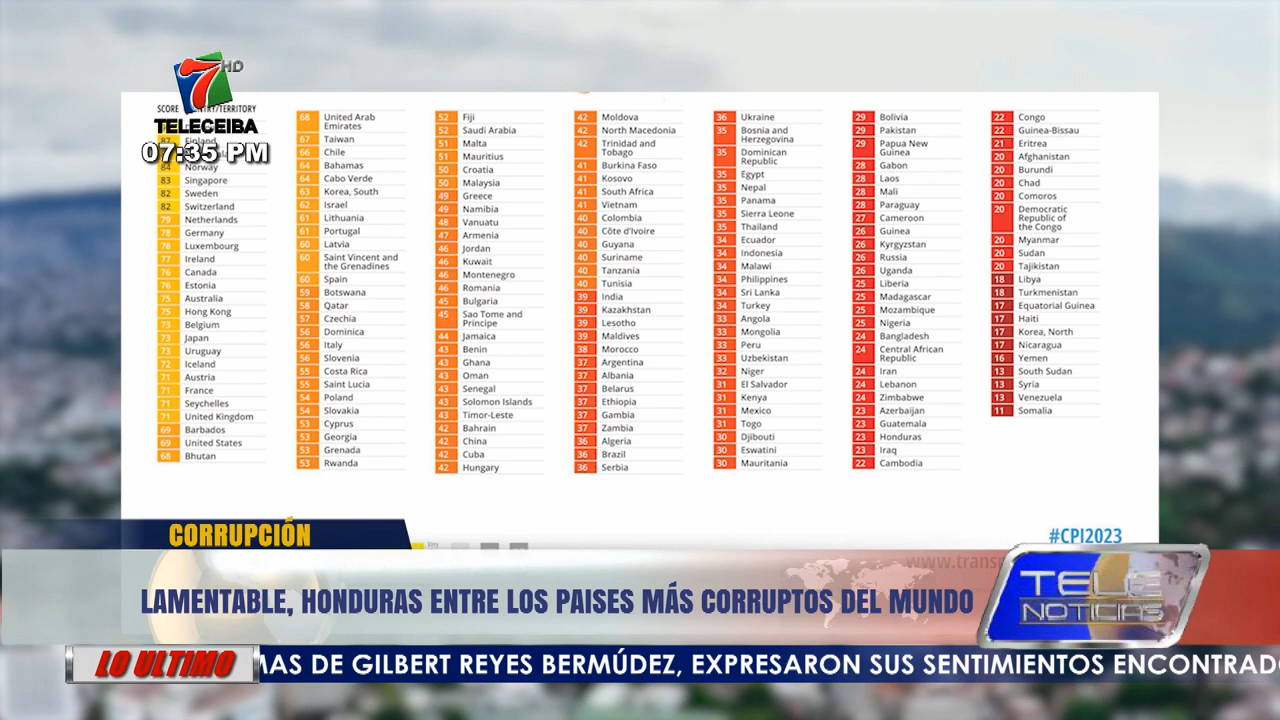 7 HD
TELECEIBA
07:35 PM
SCORE COUNTRY/TERRITORY
87 Finland
84 Norway
83 Singapore
82 Sweden
82 Switzerland
79 Netherlands
78 Germany
78 Luxembourg
77 Ireland
76 Canada
76 Estonia
75 Australia
75 Hong Kong
73 Belgium
73 Japan
73 Uruguay
72 Iceland
71 Austria
71 France
71 Seychelles
71 United Kingdom
69 Barbados
69 United States
68 Bhutan
68 United Arab
Emirates
67 Taiwan
66 Chile
64 Bahamas
64 Cabo Verde
63 Korea, South
62 Israel
61 Lithuania
61 Portugal
60 Latvia
60 Saint Vincent and
the Grenadines
60 Spain
59 Botswana
58 Qatar
57 Czechia
56 Dominica
56 Italy
56 Slovenia
55 Costa Rica
55 Saint Lucia
54 Poland
54 Slovakia
53 Cyprus
53 Georgia
53 Grenada
53 Rwanda
52 Fiji
52 Saudi Arabia
51 Malta
51 Mauritius
50 Croatia
50 Malaysia
49 Greece
49 Namibia
48 Vanuatu
47 Armenia
46 Jordan
46 Kuwait
46 Montenegro
46 Romania
45 Bulgaria
45 Sao Tome and
Principe
44 Jamaica
43 Benin
43 Ghana
43 Oman
43 Senegal
43 Solomon Islands
43 Timor-Leste
42 Bahrain
42 China
42 Cuba
42 Hungary
42 Moldova
42 North Macedonia
42 Trinidad and
Tobago
41 Burkina Faso
41 Kosovo
41 South Africa
41 Vietnam
40 Colombia
40 Côte d'Ivoire
40 Guyana
40 Suriname
40 Tanzania
40 Tunisia
39 India
39 Kazakhstan
39 Lesotho
39 Maldives
38 Morocco
37 Argentina
37 Albania
37 Belarus
37 Ethiopia
37 Gambia
37 Zambia
36 Algeria
36 Brazil
36 Serbia
36 Ukraine
35 Bosnia and
Herzegovina
35 Dominican
Republic
35 Egypt
35 Nepal
35 Panama
35 Sierra Leone
35 Thailand
34 Ecuador
34 Indonesia
34 Malawi
34 Philippines
34 Sri Lanka
34 Turkey
33 Angola
33 Mongolia
33 Peru
33 Uzbekistan
32 Niger
31 El Salvador
31 Kenya
31 Mexico
31 Togo
30 Djibouti
30 Eswatini
30 Mauritania
29 Bolivia
29 Pakistan
29 Papua New
Guinea
28 Gabon
28 Laos
28 Mali
28 Paraguay
27 Cameroon
26 Guinea
26 Kyrgyzstan
26 Russia
26 Uganda
25 Liberia
25 Madagascar
25 Mozambique
25 Nigeria
24 Bangladesh
24 Central African
Republic
24 Iran
24 Lebanon
24 Zimbabwe
23 Azerbaijan
23 Guatemala
23 Honduras
23 Iraq
22 Cambodia
22 Congo
22 Guinea-Bissau
21 Eritrea
20 Afghanistan
20 Burundi
20 Chad
20 Comoros
20 Democratic
Republic of
the Congo
20 Myanmar
20 Sudan
20 Tajikistan
18 Libya
18 Turkmenistan
17 Equatorial Guinea
17 Haiti
17 Korea, North
17 Nicaragua
16 Yemen
13 South Sudan
13 Syria
13 Venezuela
11 Somalia
#CPI2023
CORRUPCIÓN
Very
LAMENTABLE, HONDURAS ENTRE LOS PAISES MÁS CORRUPTOS DEL MUNDO
TELE
NOTICIAS
LO ULTIMO
MAS DE GILBERT REYES BERMÚDEZ, EXPRESARON SUS SENTIMIENTOS ENCONTRADO